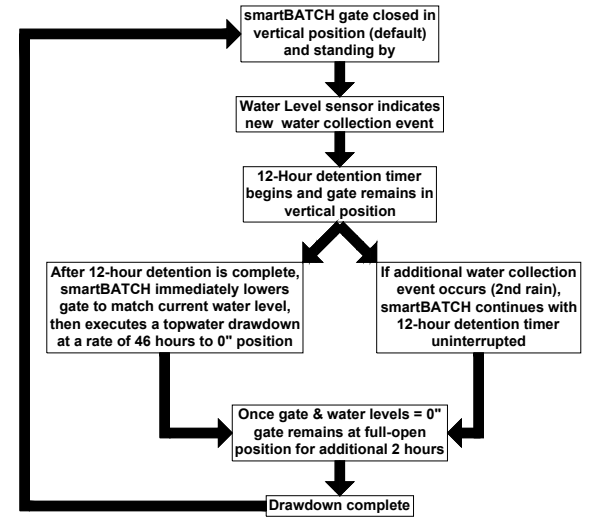 smartBATCH gate closed in
vertical position (default)
and standing by
Water Level sensor indicates
new water collection event
12-Hour detention timer
begins and gate remains in
vertical position
After 12-hour detention is complete,
smartBATCH immediately lowers
gate to match current water level,
then executes a topwater drawdown
at a rate of 46 hours to 0" position
If additional water collection
event occurs (2nd rain),
smartBATCH continues with
12-hour detention timer
uninterrupted
Once gate & water levels = 0"
gate remains at full-open
position for additional 2 hours
Drawdown complete